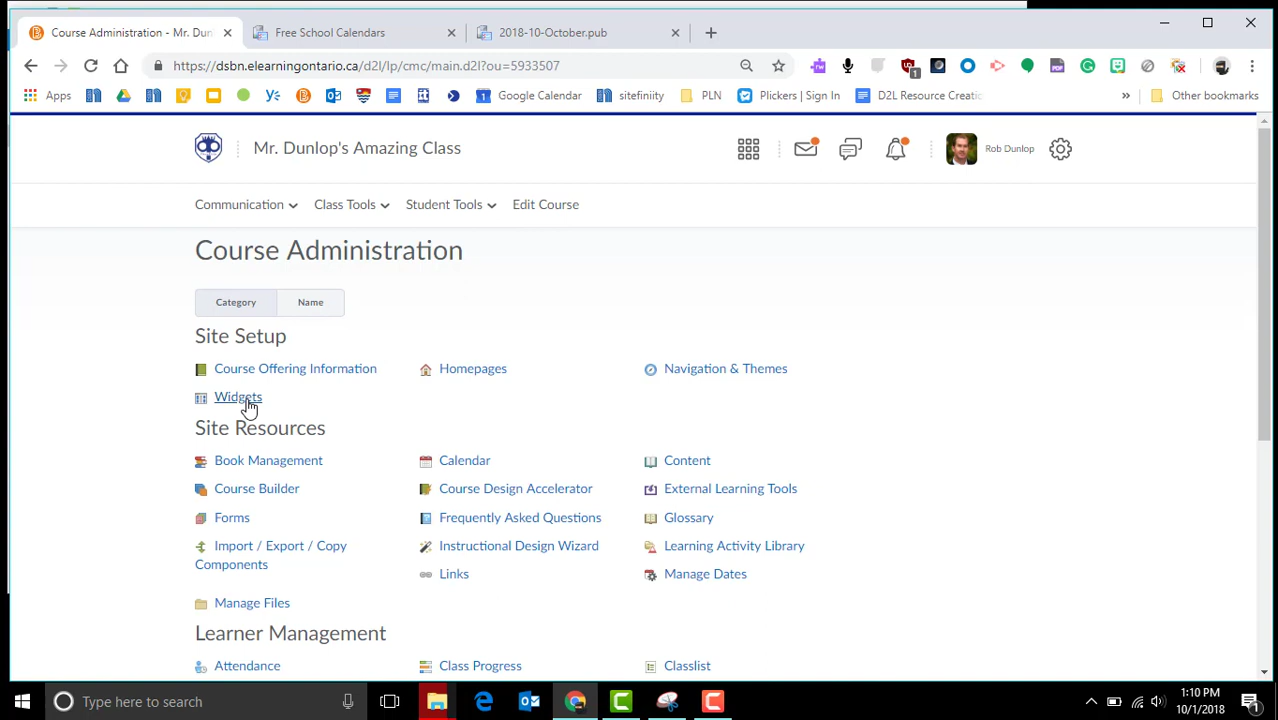 Course Administration - Mr. Dun
Free School Calendars
2018-10-October.pub
https://dsbn.elearningontario.ca/d2l/lp/cmc/main.d2l?ou=5933507
Apps
Google Calendar
sitefinity
PLN
Plickers | Sign In
D2L Resource Creatio
Other bookmarks
Mr. Dunlop's Amazing Class
Rob Dunlop
Communication
Class Tools
Student Tools
Edit Course
Course Administration
Category
Name
Site Setup
Course Offering Information
Homepages
Navigation & Themes
Widgets
Site Resources
Book Management
Calendar
Content
Course Builder
Course Design Accelerator
External Learning Tools
Forms
Frequently Asked Questions
Glossary
Import / Export / Copy
Components
Instructional Design Wizard
Learning Activity Library
Links
Manage Dates
Manage Files
Learner Management
Attendance
Class Progress
Classlist
Type here to search
1:10 PM
10/1/2018